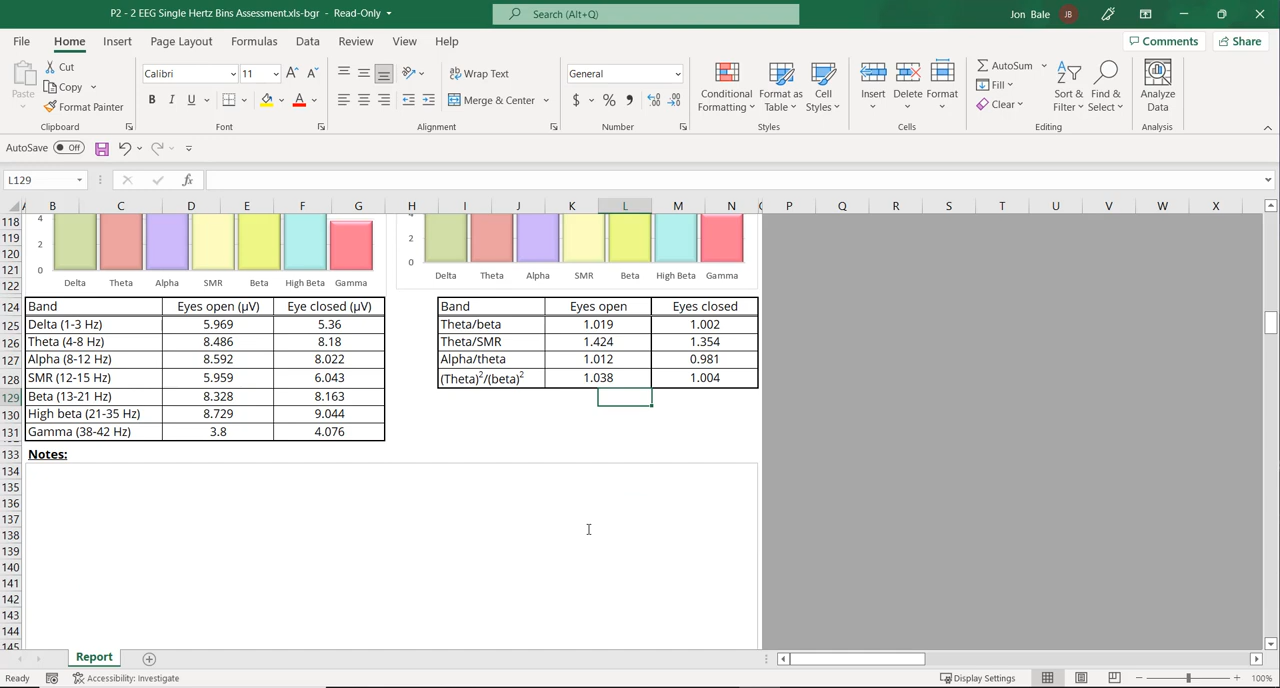 P2 - 2 EEG Single Hertz Bins Assessment.xls-bgr - Read-Only
Search (Alt+Q)
Jon Bale JB
File Home Insert Page Layout Formulas Data Review View Help
Comments Share
Paste
Cut
Copy
Format Painter
Clipboard
Calibri 11
B I U
Font
Wrap Text
Merge & Center
Alignment
General
$ % 9
Number
Conditional Formatting
Format as Table
Cell Styles
Styles
Insert Delete Format
Cells
AutoSum
Fill
Clear
Sort & Filter
Find & Select
Editing
Analyze Data
Analysis
AutoSave Off
L129 fx
A B C D E F G H I J K L M N O P Q R S T U V W X
118 4 4
119 2 2
120
121 0 0
122 Delta Theta Alpha SMR Beta High Beta Gamma Delta Theta Alpha SMR Beta High Beta Gamma
124 Band Eyes open (µV) Eye closed (µV) Band Eyes open Eyes closed
125 Delta (1-3 Hz) 5.969 5.36 Theta/beta 1.019 1.002
126 Theta (4-8 Hz) 8.486 8.18 Theta/SMR 1.424 1.354
127 Alpha (8-12 Hz) 8.592 8.022 Alpha/theta 1.012 0.981
128 SMR (12-15 Hz) 5.959 6.043 (Theta)²/(beta)² 1.038 1.004
129 Beta (13-21 Hz) 8.328 8.163
130 High beta (21-35 Hz) 8.729 9.044
131 Gamma (38-42 Hz) 3.8 4.076
133 Notes:
134
135
136
137
138
139
140
141
142
143
144
145
Report
Ready Accessibility: Investigate Display Settings 100%